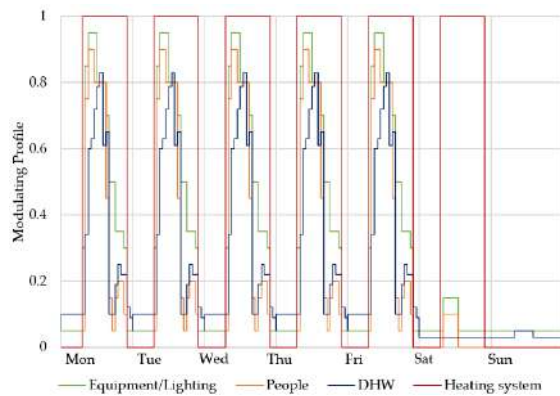 1
0.8
0.6
0.4
0.2
0
Modulating Profile
Mon Tue Wed Thu Fri Sat Sun
Equipment/Lighting People DHW Heating system